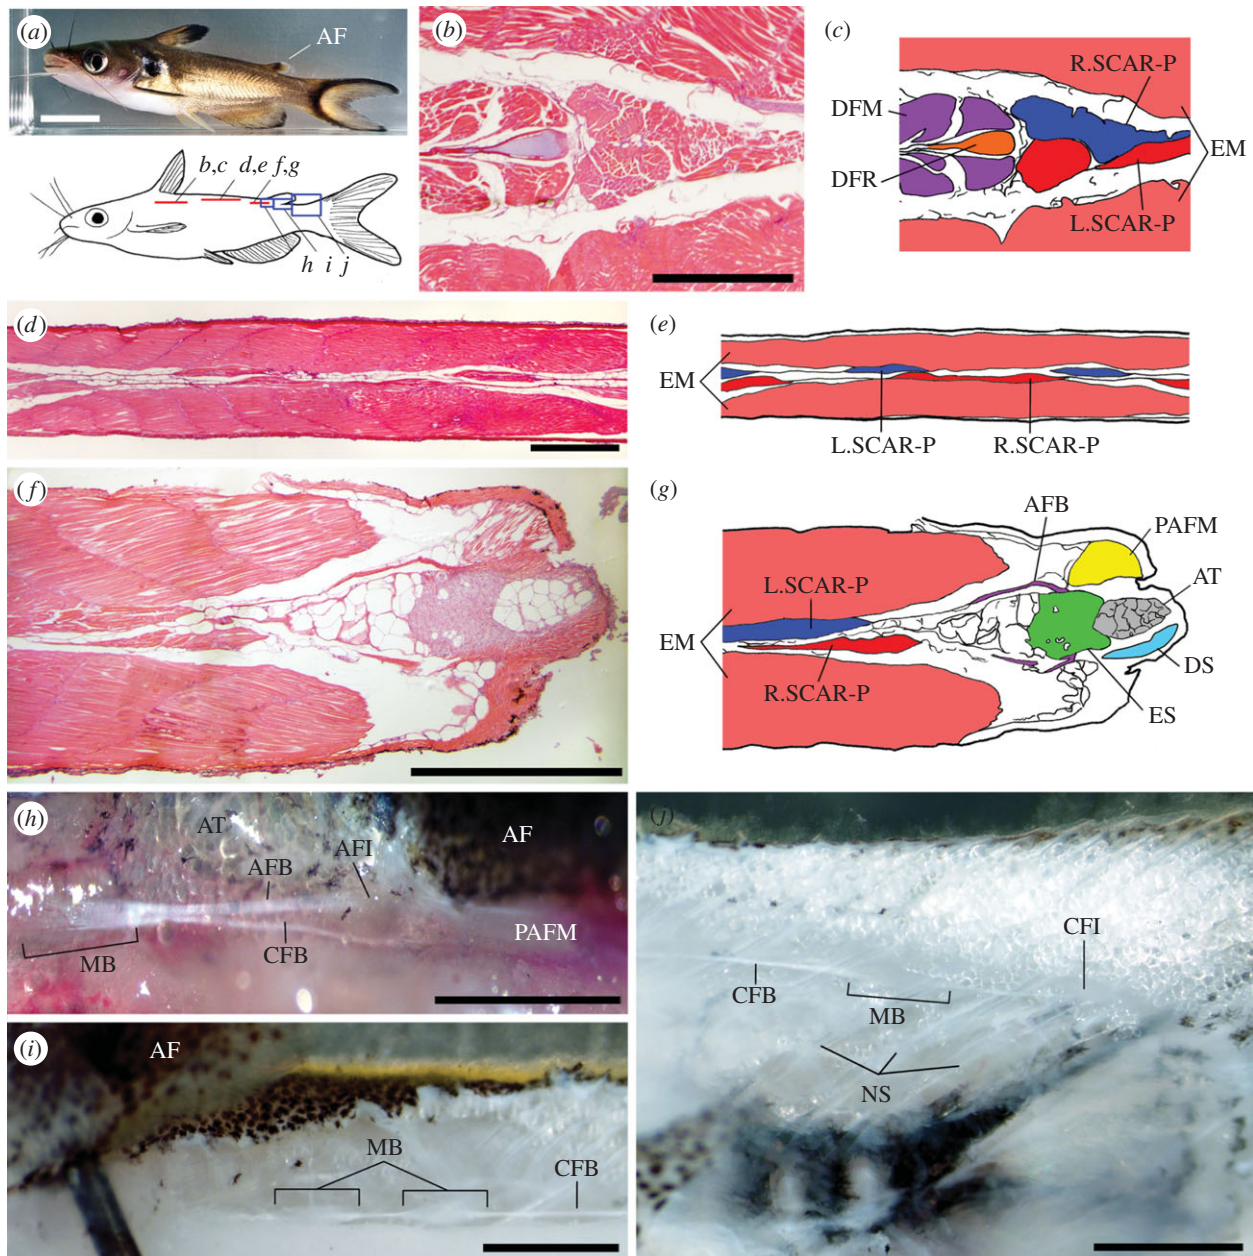 (a)
AF
b,c d,e f,g
h i j
(b)
(c)
R.SCAR-P
DFM
DFR
EM
L.SCAR-P
(d)
(e)
EM
L.SCAR-P
R.SCAR-P
(f)
(g)
AFB
PAFM
L.SCAR-P
AT
EM
R.SCAR-P
DS
ES
(h)
AT
AF
AFB
AFI
PAFM
MB
CFB
(i)
AF
MB
CFB
(j)
CFI
CFB
MB
NS